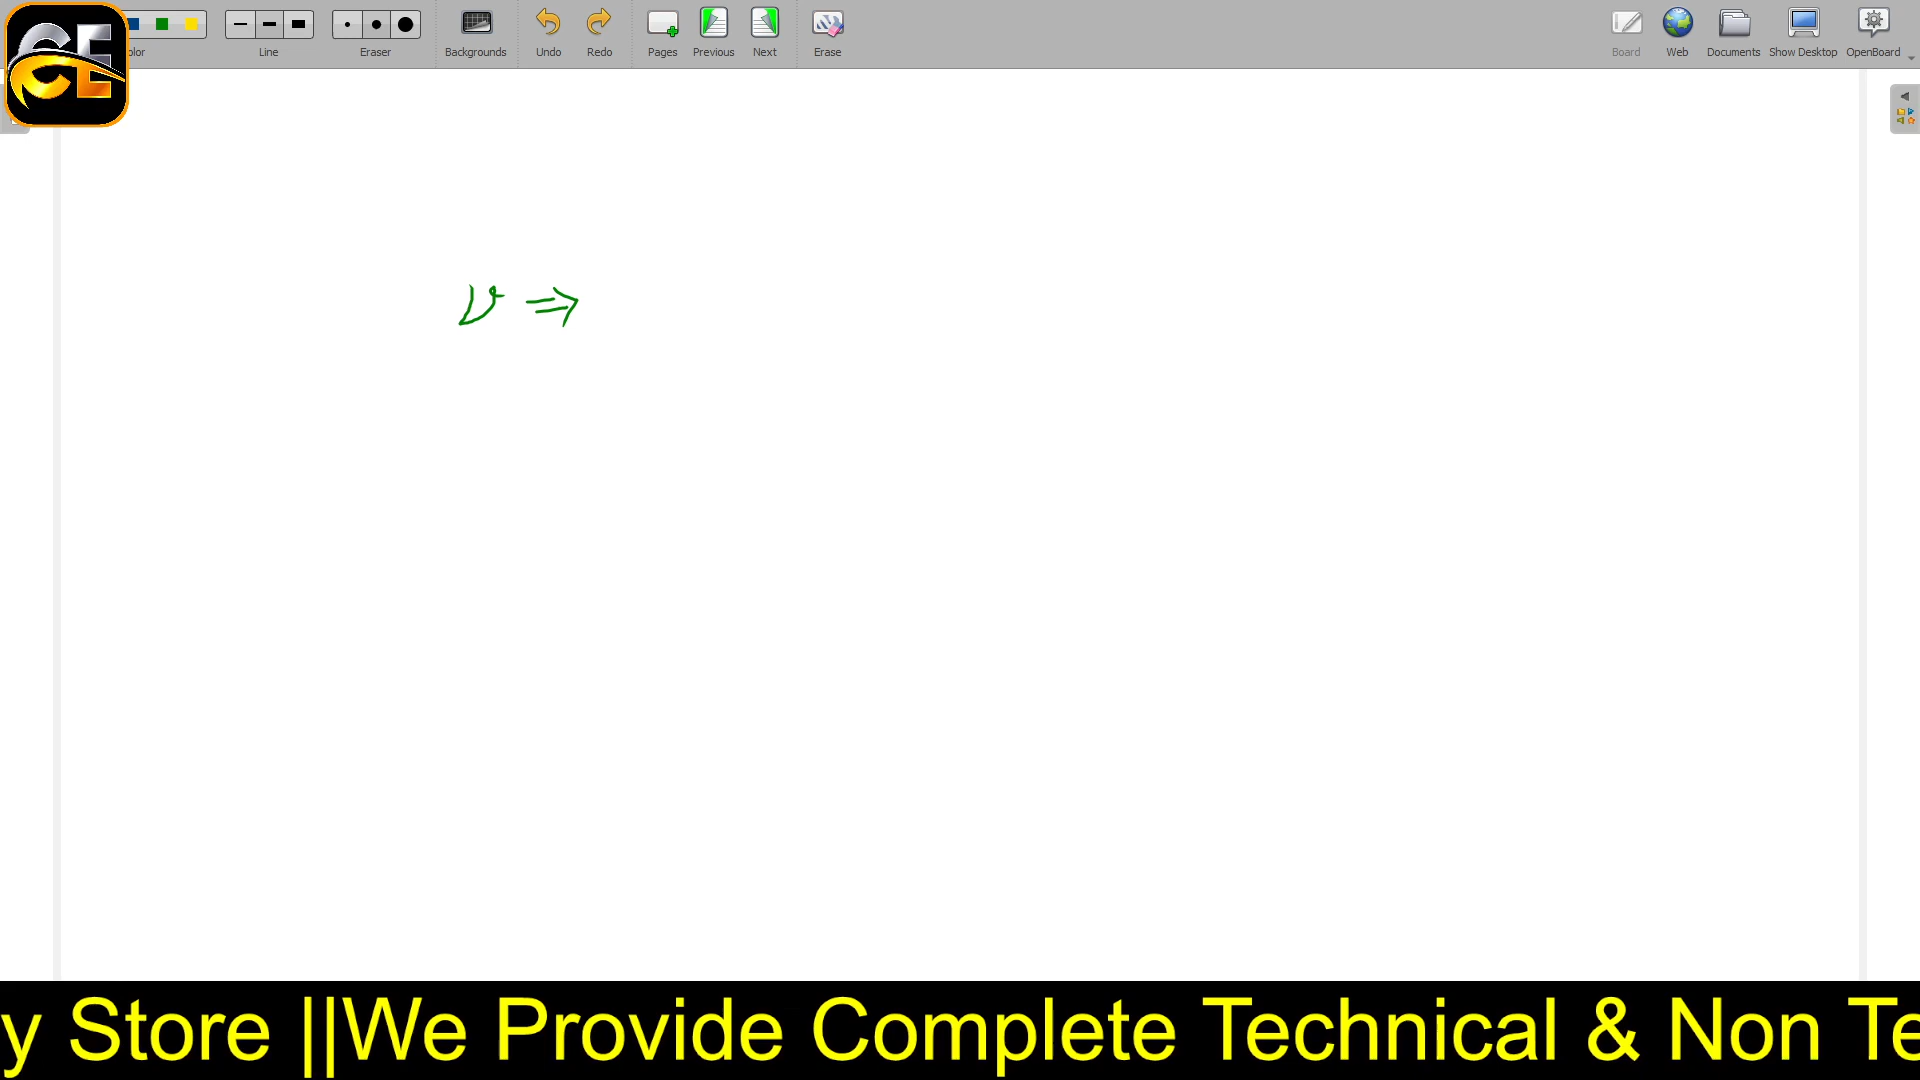 CE
olor Line Eraser Backgrounds Undo Redo Pages Previous Next Erase Board Web Documents Show Desktop OpenBoard
v ⇒
y Store ||We Provide Complete Technical & Non Te